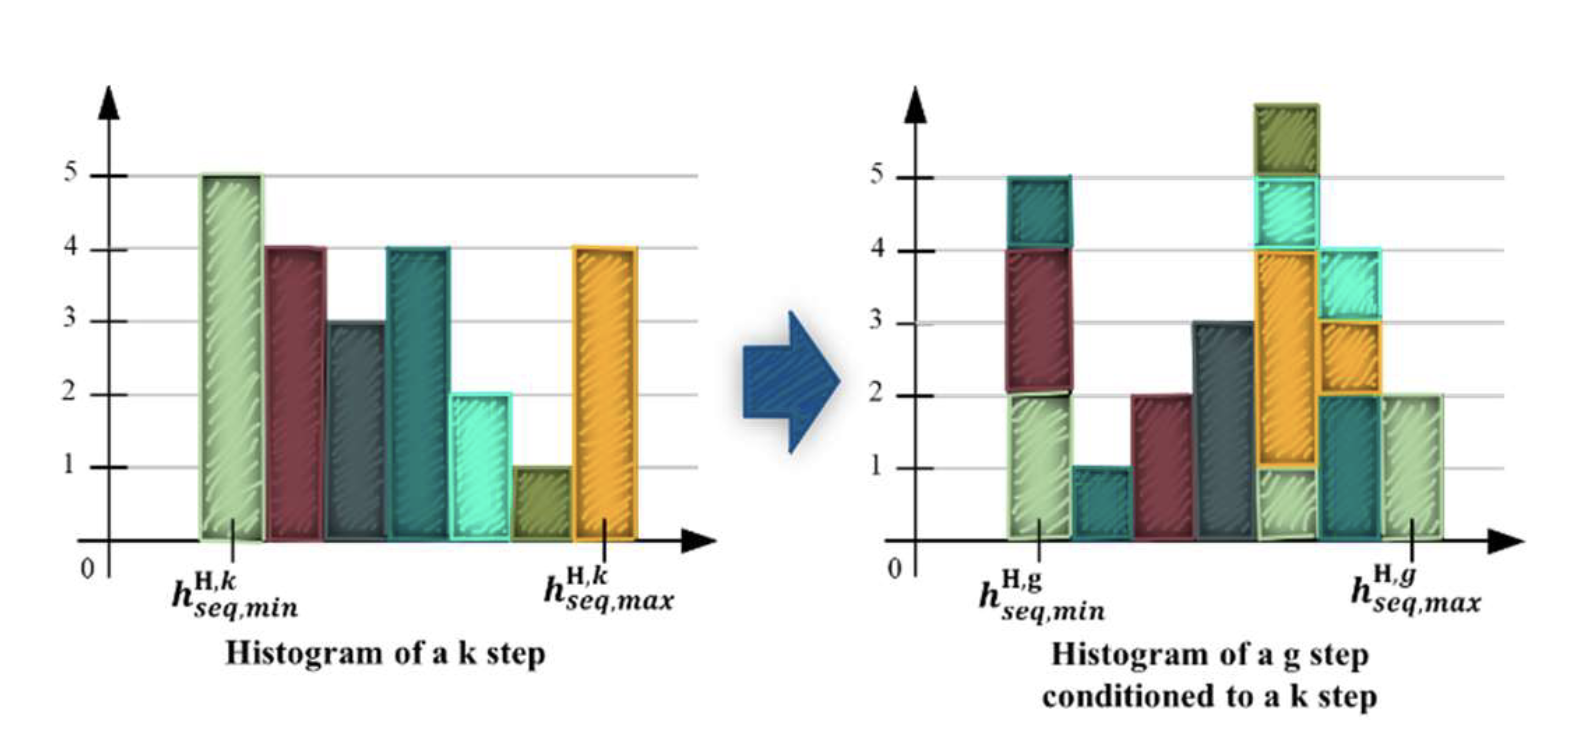 5
4
3
2
1
0
h^{H,k}_{seq,min}
h^{H,k}_{seq,max}
Histogram of a k step
5
4
3
2
1
0
h^{H,g}_{seq,min}
h^{H,g}_{seq,max}
Histogram of a g step
conditioned to a k step